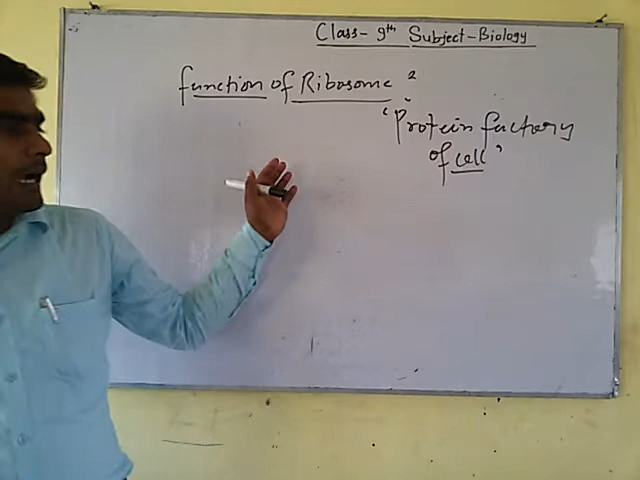 Class- 9th Subject-Biology
function of Ribosome ?
"Protein factory
of cell"